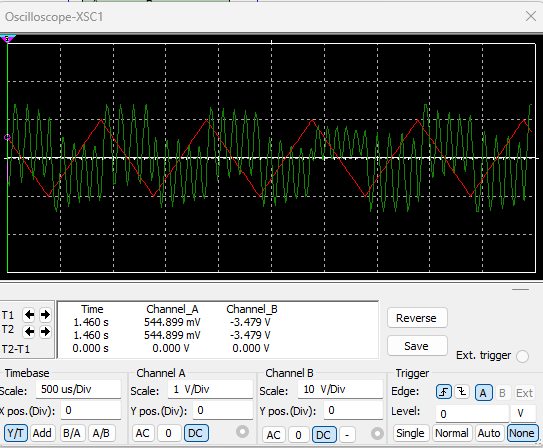 Oscilloscope-XSC1
Time Channel_A Channel_B
T1 1.460 s 544.899 mV -3.479 V
T2 1.460 s 544.899 mV -3.479 V
T2-T1 0.000 s 0.000 V 0.000 V
Reverse
Save
Ext. trigger
Timebase Channel A Channel B Trigger
Scale: 500 us/Div Scale: 1 V/Div Scale: 10 V/Div Edge: A B Ext
X pos.(Div): 0 Y pos.(Div): 0 Y pos.(Div): 0 Level: 0 V
Y/T Add B/A A/B AC 0 DC AC 0 DC - Single Normal Auto None